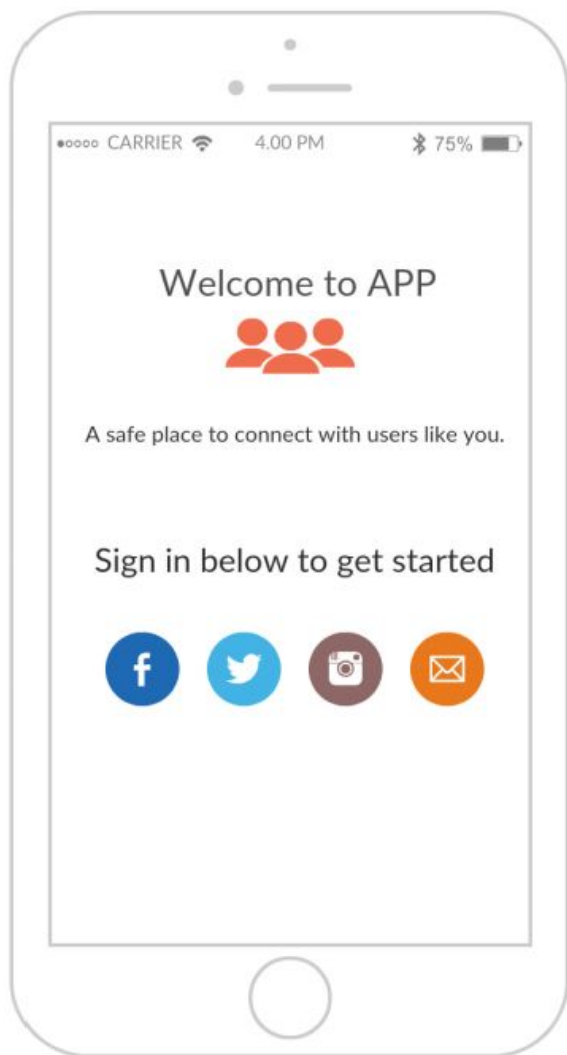 CARRIER 4.00 PM 75%
Welcome to APP
A safe place to connect with users like you.
Sign in below to get started
f